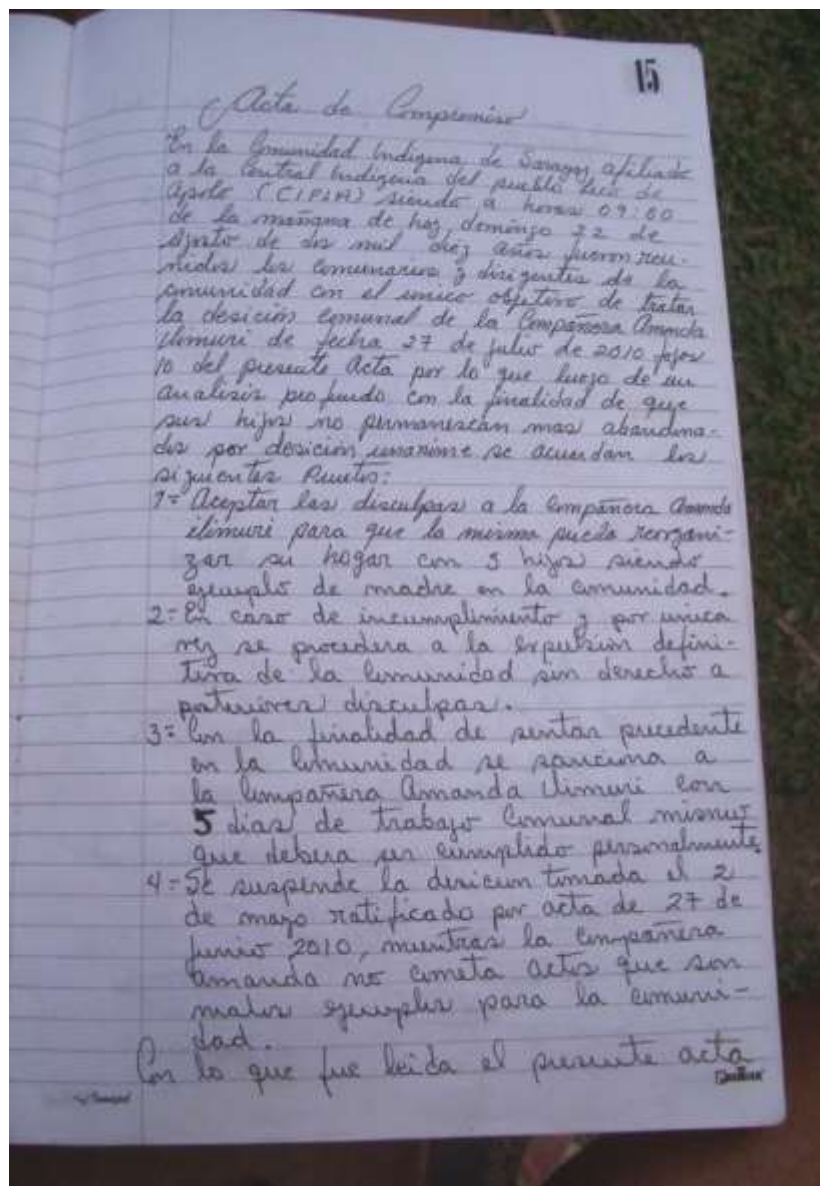 15
Acta de Compromiso
En la Comunidad Indigena de Sarayoj afiliada
a la Central Indigena del pueblo Leco de
Apolo (CIPLA) siendo a horas 09:00
de la mañana de hoy, domingo 22 de
Agosto de dos mil diez años fueron reu-
nidos los comunarios y dirigentes de la
comunidad con el unico objetivo de tratar
la desición comunal de la Compañera Amanda
Ilimuri de fecha 27 de julio de 2010 fojas
10 del presente Acta por lo que luego de un
analisis profundo con la finalidad de que
sus hijos no permanescan mas abandona-
dos por desición unanime se acuerdan los
siguientes Puntos:
1= Aceptar las disculpas a la compañera Amanda
ilimuri para que la misma pueda reorgani-
zar su hogar con 5 hijos siendo
ejemplo de madre en la comunidad.
2= En caso de incumplimiento y por unica
vez se procedera a la expulsión defini-
tiva de la Comunidad sin derecho a
posteriores disculpas.
3= Con la finalidad de sentar precedente
en la Comunidad se sanciona a
la Compañera Amanda Ilimuri con
5 dias de trabajo Comunal mismo
que debera ser cumplido personalmente
4= Se suspende la desicion tomada el 2
de mayo ratificado por acta de 27 de
junio 2010, mientras la Compañera
Amanda no cometa actos que son
malos ejemplos para la comuni-
dad.
Con lo que fue leida el presente acta